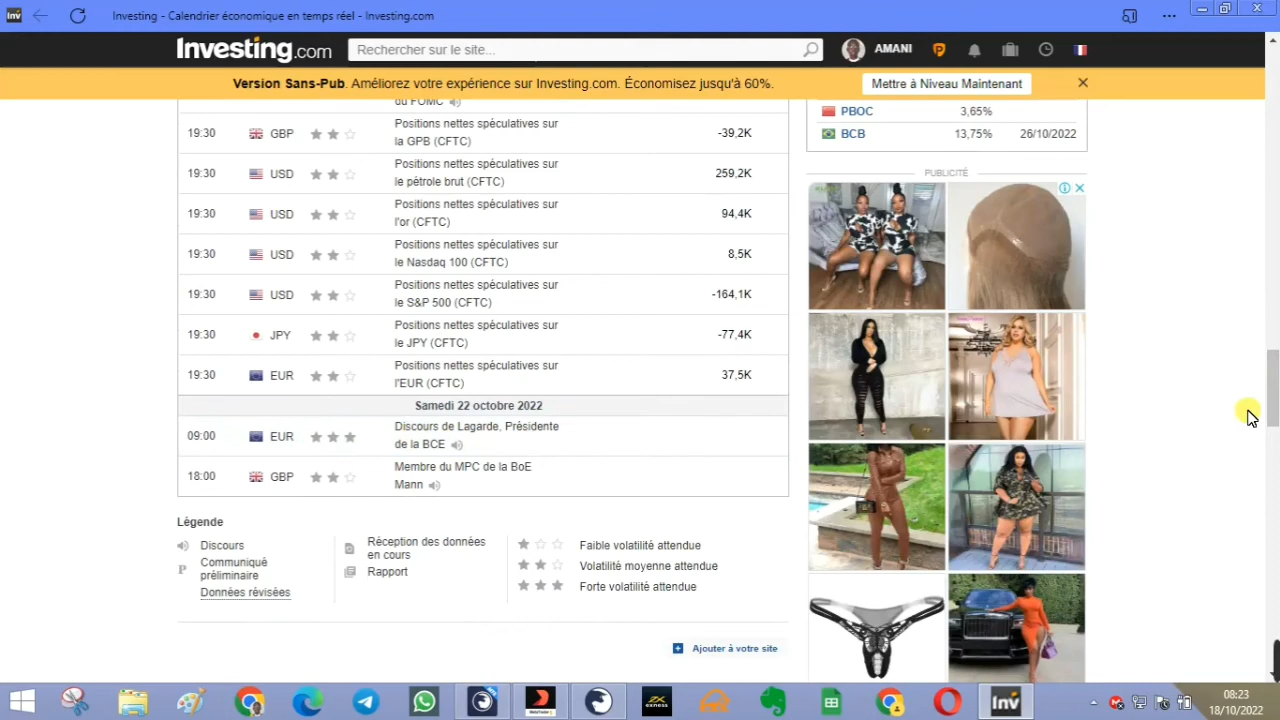 Investing - Calendrier économique en temps réel - Investing.com
Investing.com
Rechercher sur le site...
AMANI
Version Sans-Pub. Améliorez votre expérience sur Investing.com. Économisez jusqu'à 60%.
Mettre à Niveau Maintenant
du FOMC
19:30 GBP Positions nettes spéculatives sur
la GPB (CFTC) -39,2K
19:30 USD Positions nettes spéculatives sur
le pétrole brut (CFTC) 259,2K
19:30 USD Positions nettes spéculatives sur
l'or (CFTC) 94,4K
19:30 USD Positions nettes spéculatives sur
le Nasdaq 100 (CFTC) 8,5K
19:30 USD Positions nettes spéculatives sur
le S&P 500 (CFTC) -164,1K
19:30 JPY Positions nettes spéculatives sur
le JPY (CFTC) -77,4K
19:30 EUR Positions nettes spéculatives sur
l'EUR (CFTC) 37,5K
Samedi 22 octobre 2022
09:00 EUR Discours de Lagarde, Présidente
de la BCE
18:00 GBP Membre du MPC de la BoE
Mann
Légende
Discours
P Communiqué
préliminaire
Données révisées
Réception des données
en cours
Rapport
Faible volatilité attendue
Volatilité moyenne attendue
Forte volatilité attendue
Ajouter à votre site
PBOC 3,65%
BCB 13,75% 26/10/2022
PUBLICITÉ
Inv
exness
Inv
08:23
18/10/2022